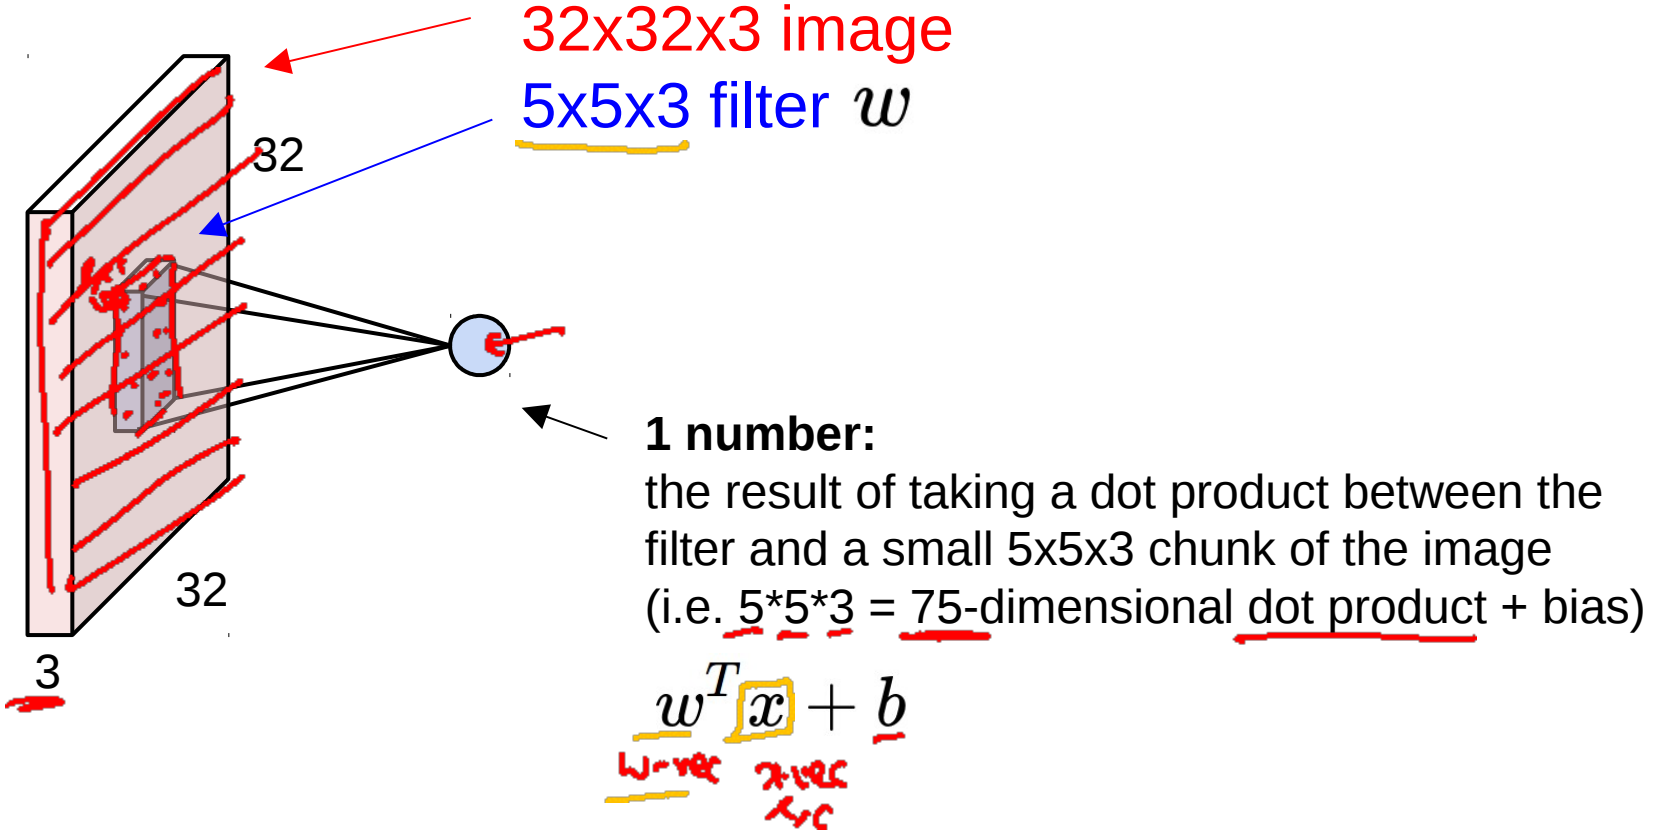 32x32x3 image
5x5x3 filter w
32
32
3
1 number:
the result of taking a dot product between the
filter and a small 5x5x3 chunk of the image
(i.e. 5*5*3 = 75-dimensional dot product + bias)
w^T x + b
w-vec x-vec
r,c